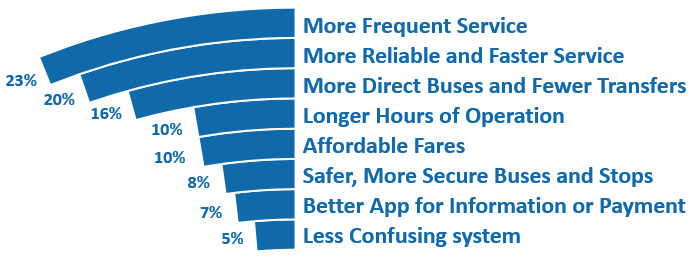 More Frequent Service
23%
More Reliable and Faster Service
20%
More Direct Buses and Fewer Transfers
16%
Longer Hours of Operation
10%
Affordable Fares
10%
Safer, More Secure Buses and Stops
8%
Better App for Information or Payment
7%
Less Confusing system
5%